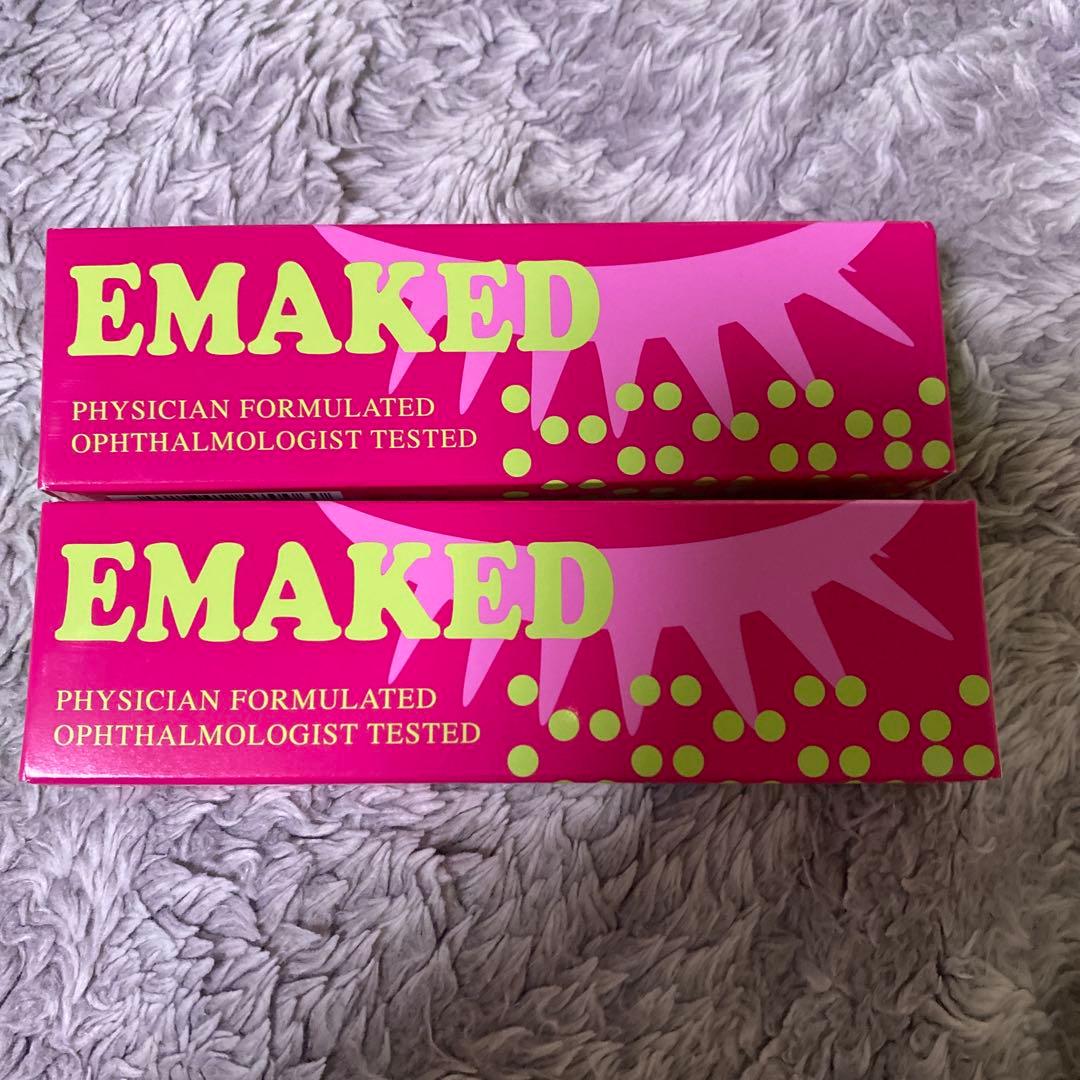 EMAKED
PHYSICIAN FORMULATED
OPHTHALMOLOGIST TESTED
EMAKED
PHYSICIAN FORMULATED
OPHTHALMOLOGIST TESTED